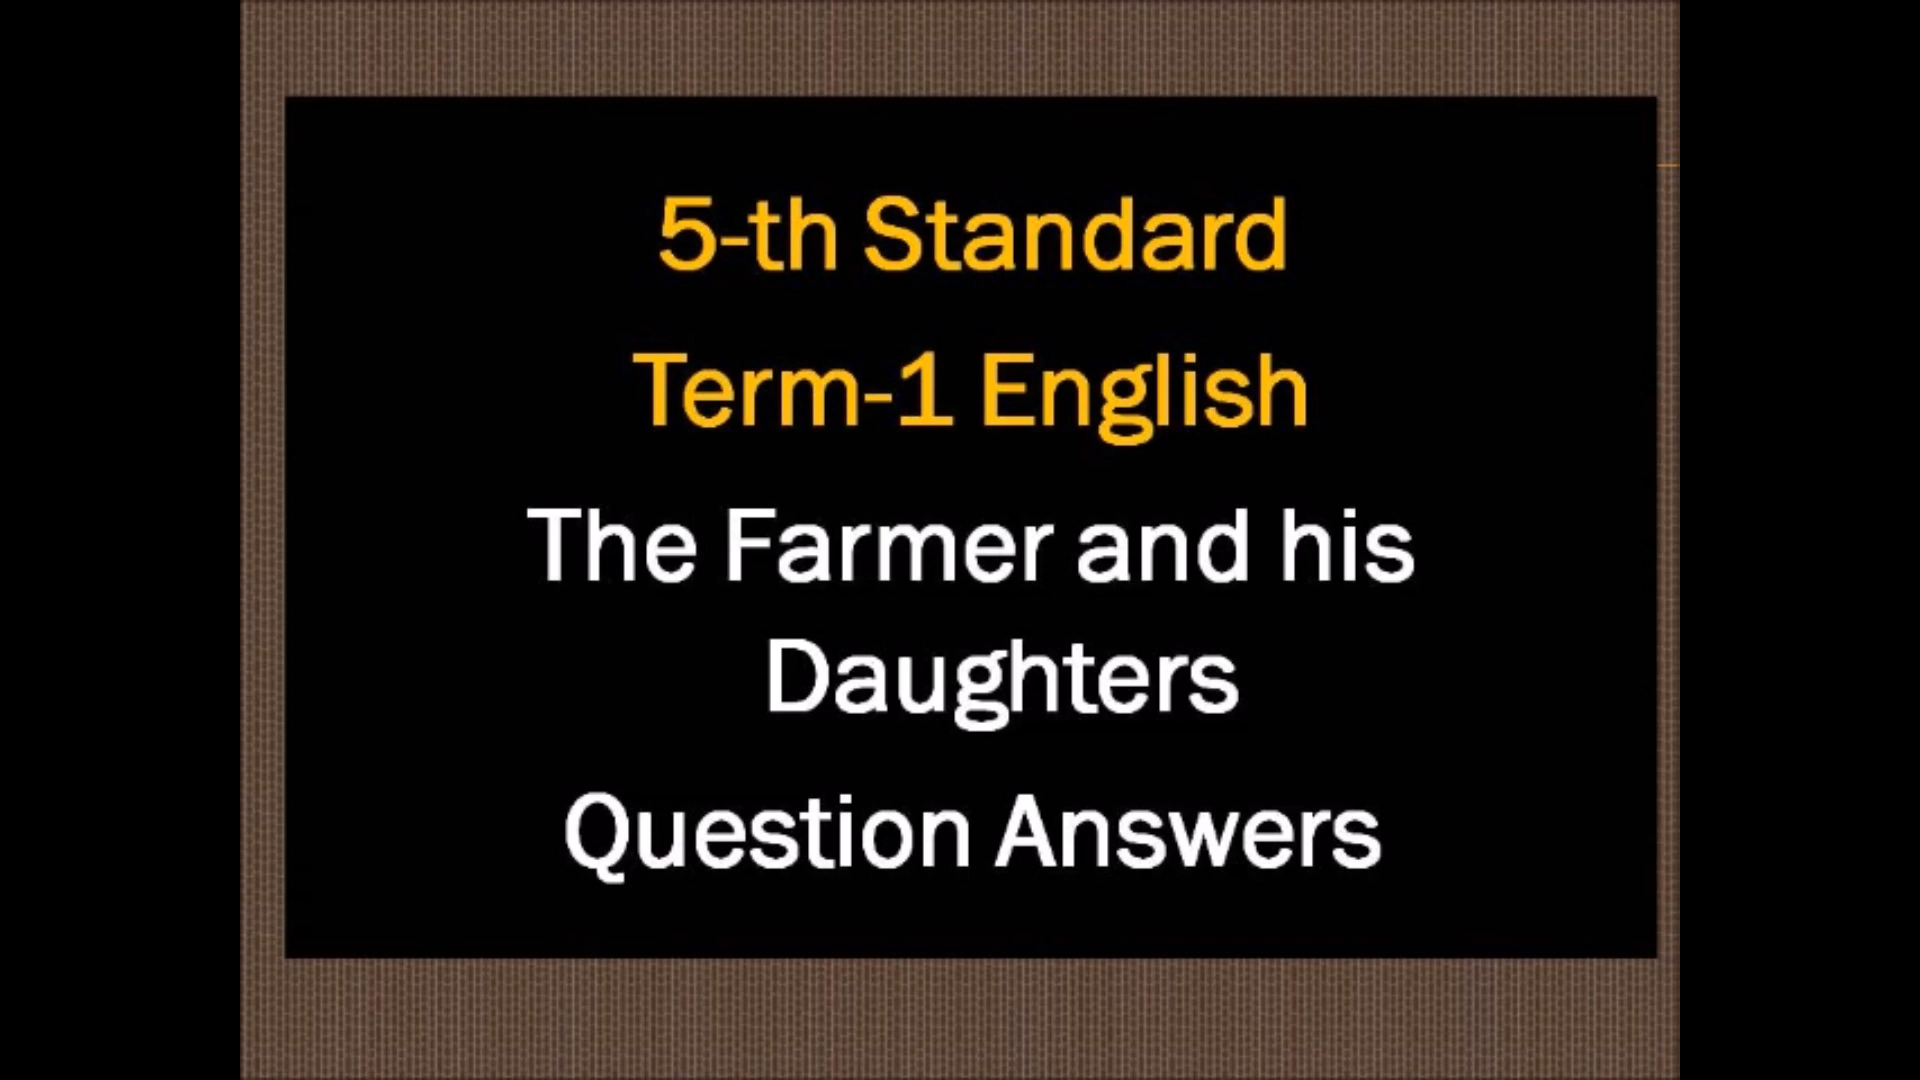 5-th Standard
Term-1 English
The Farmer and his
Daughters
Question Answers